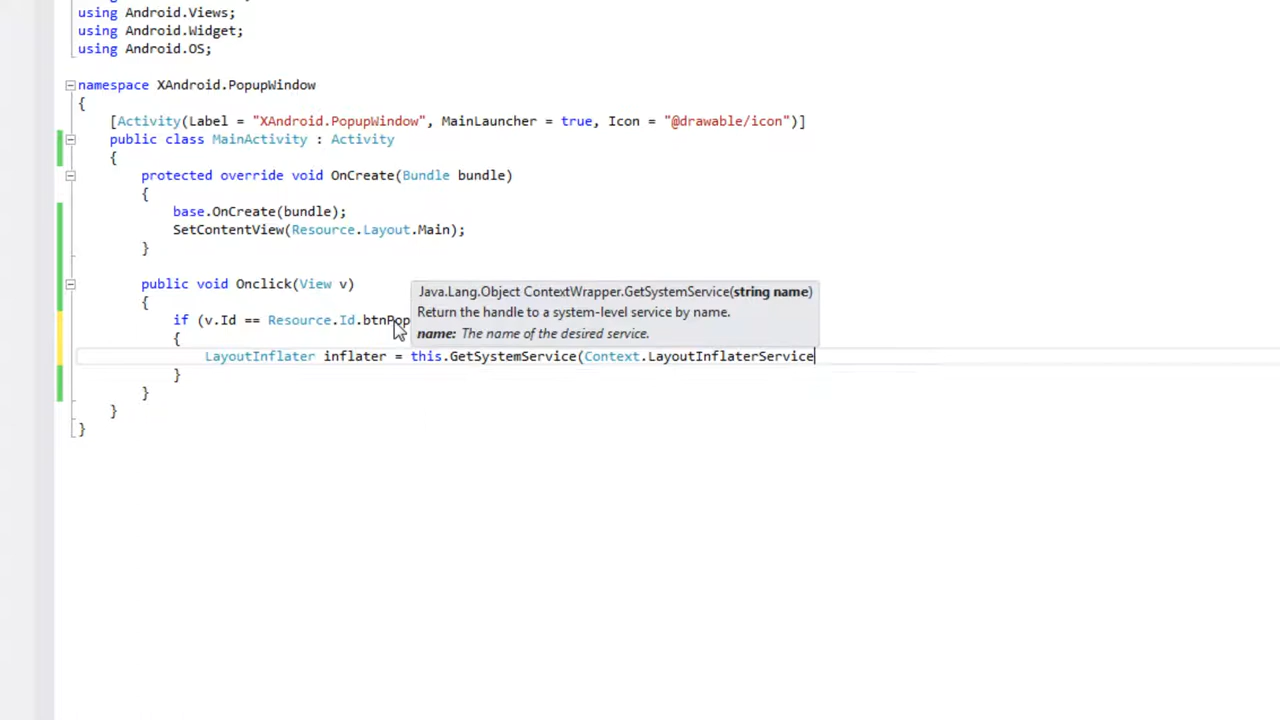 using Android.Views;
using Android.Widget;
using Android.OS;
namespace XAndroid.PopupWindow
{
[Activity(Label = "XAndroid.PopupWindow", MainLauncher = true, Icon = "@drawable/icon")]
public class MainActivity : Activity
{
protected override void OnCreate(Bundle bundle)
{
base.OnCreate(bundle);
SetContentView(Resource.Layout.Main);
}
public void Onclick(View v)
{
Java.Lang.Object ContextWrapper.GetSystemService(string name)
Return the handle to a system-level service by name.
name: The name of the desired service.
if (v.Id == Resource.Id.btnPop
{
LayoutInflater inflater = this.GetSystemService(Context.LayoutInflaterService
}
}
}
}